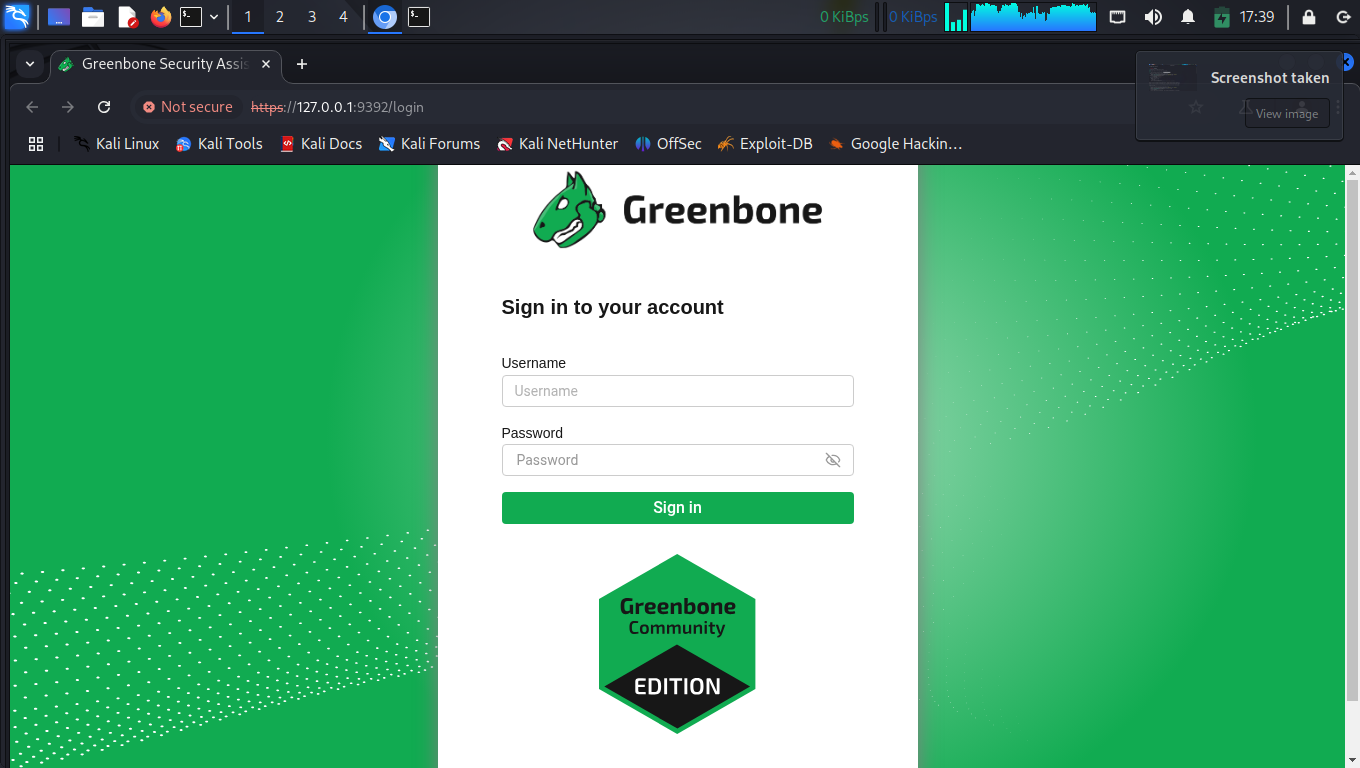 1 2 3 4 0 KiBps 0 KiBps 17:39
Greenbone Security Assis
Screenshot taken
Not secure https://127.0.0.1:9392/login
View image
Kali Linux Kali Tools Kali Docs Kali Forums Kali NetHunter OffSec Exploit-DB Google Hackin…
Greenbone
Sign in to your account
Username
Username
Password
Password
Sign in
Greenbone
Community
EDITION